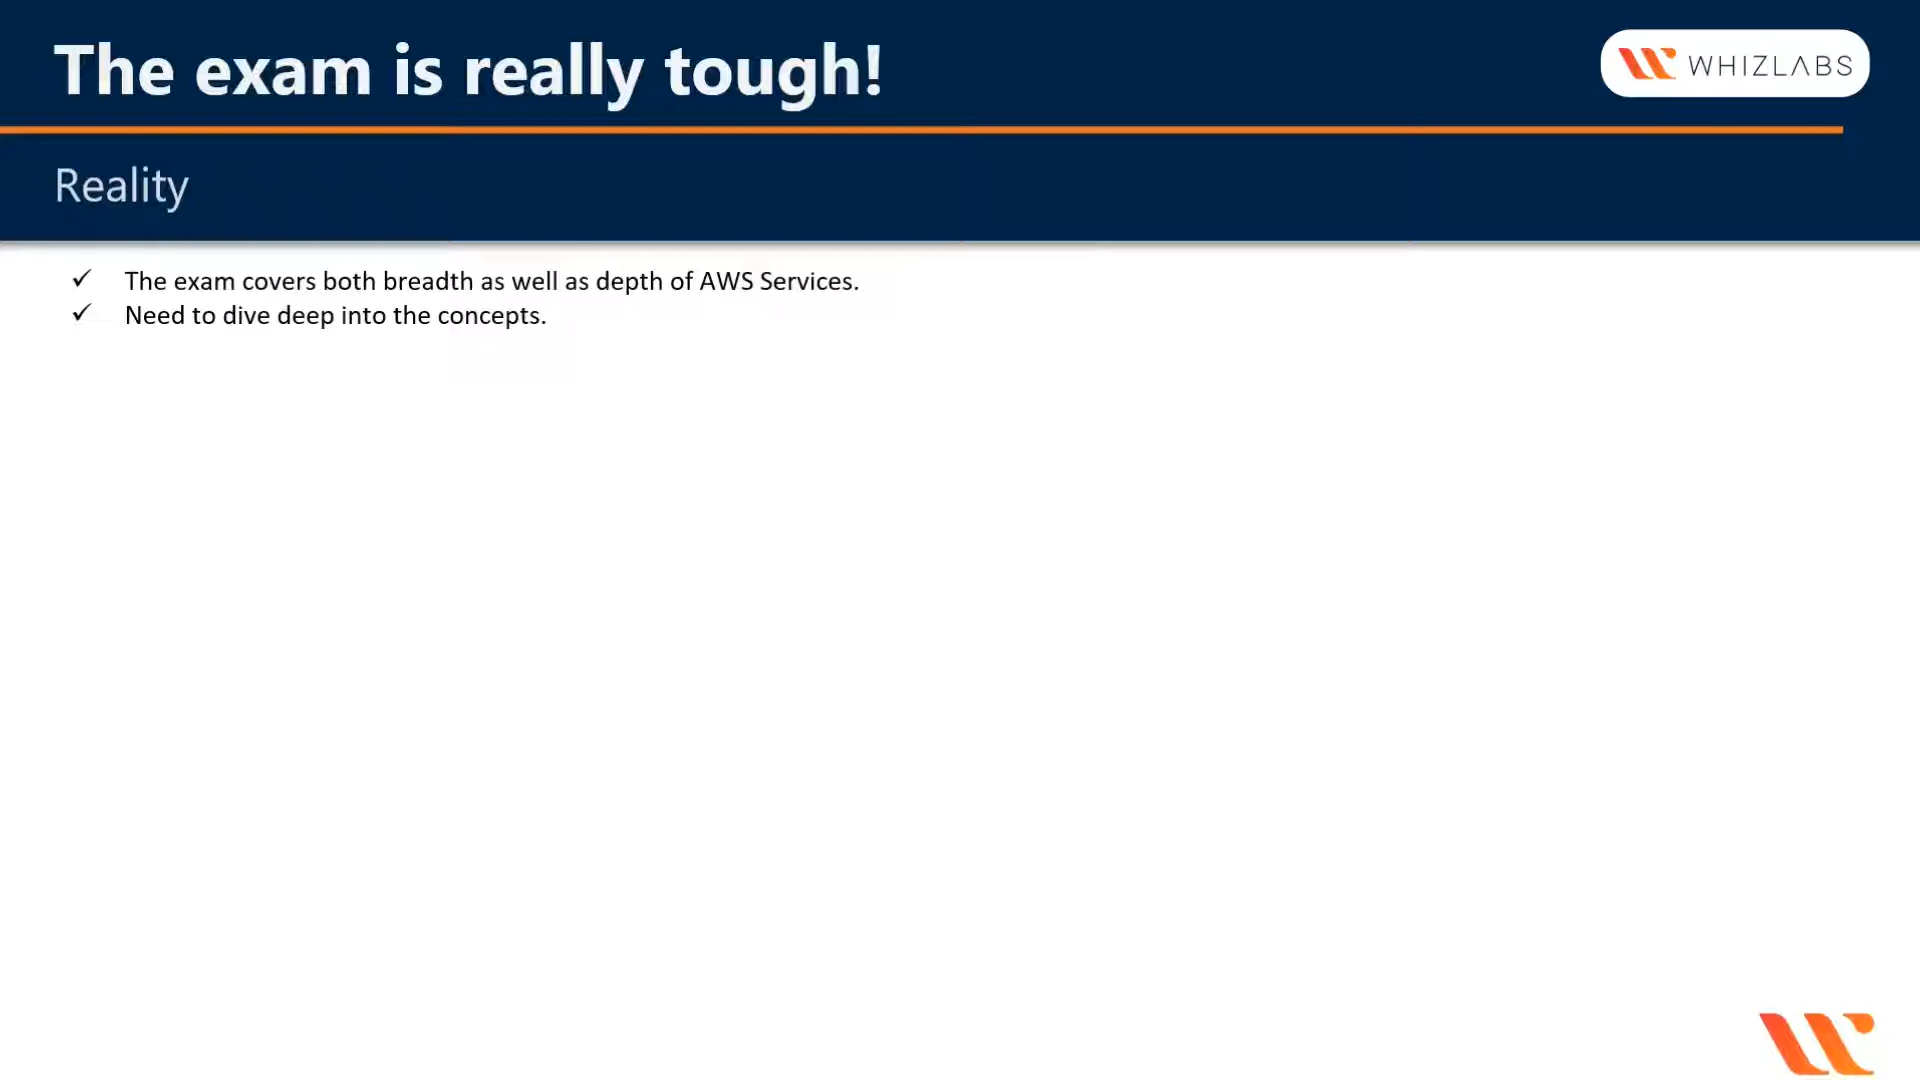 The exam is really tough!
WHIZLABS
Reality
✓ The exam covers both breadth as well as depth of AWS Services.
✓ Need to dive deep into the concepts.